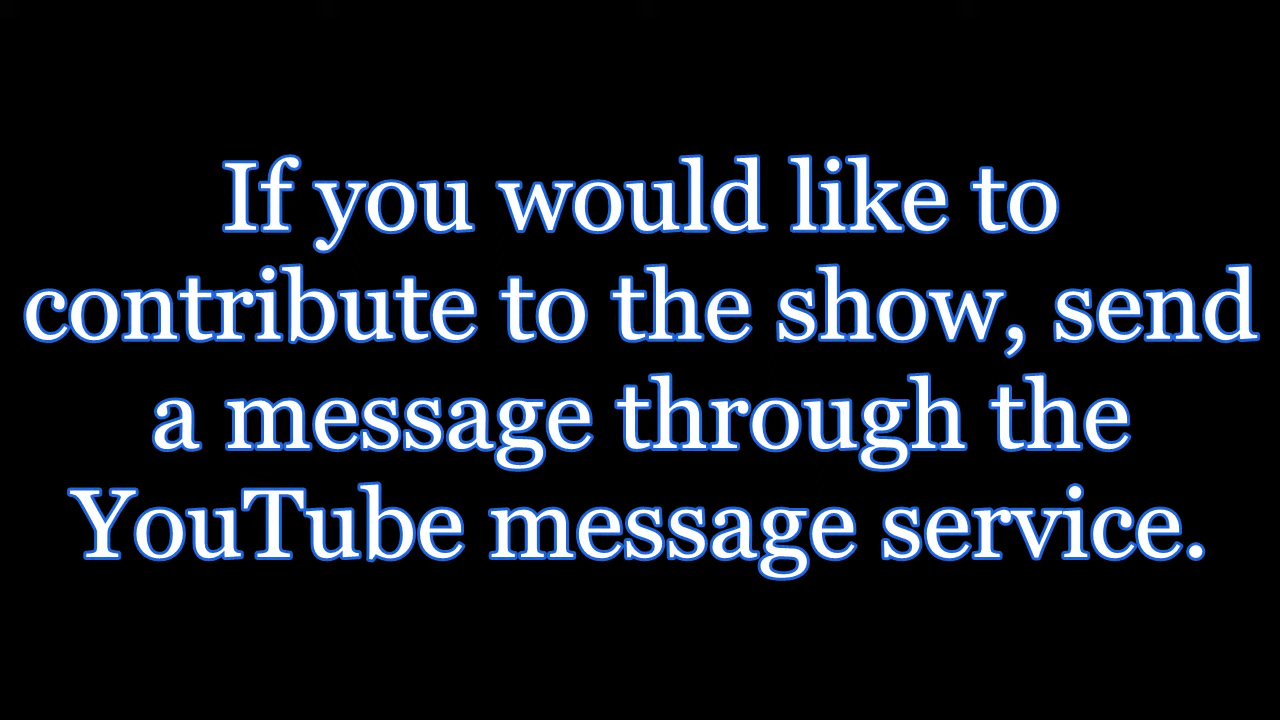 If you would like to
contribute to the show, send
a message through the
YouTube message service.